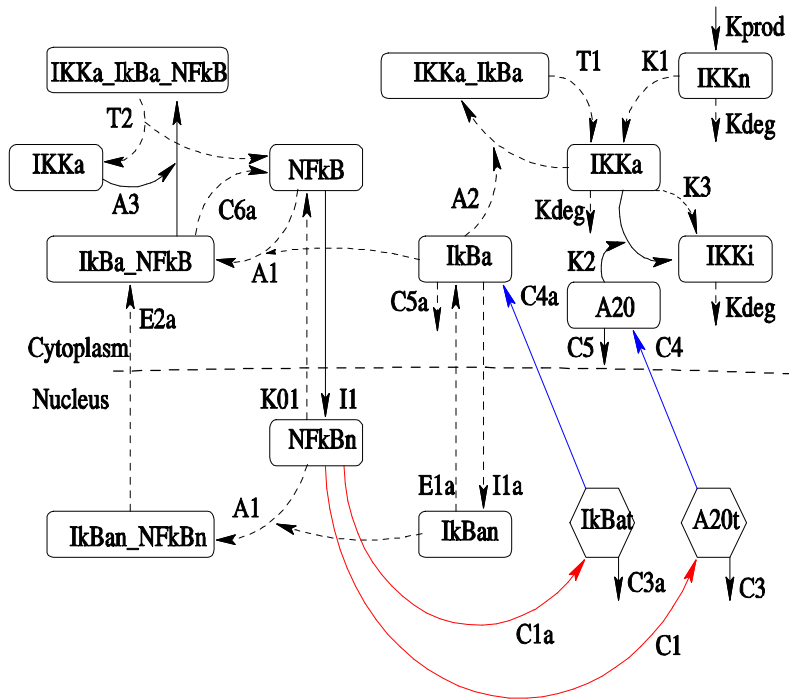 Kprod
IKKa_IkBa_NFkB
IKKa_IkBa
T1
K1
IKKn
T2
Kdeg
IKKa
NFkB
IKKa
A3
C6a
A2
Kdeg
K3
IkBa_NFkB
A1
IkBa
K2
IKKi
C5a
C4a
A20
Kdeg
E2a
Cytoplasm
C5
C4
Nucleus
K01
I1
NFkBn
E1a
I1a
A1
IkBat
A20t
IkBan_NFkBn
IkBan
C3a
C3
C1a
C1